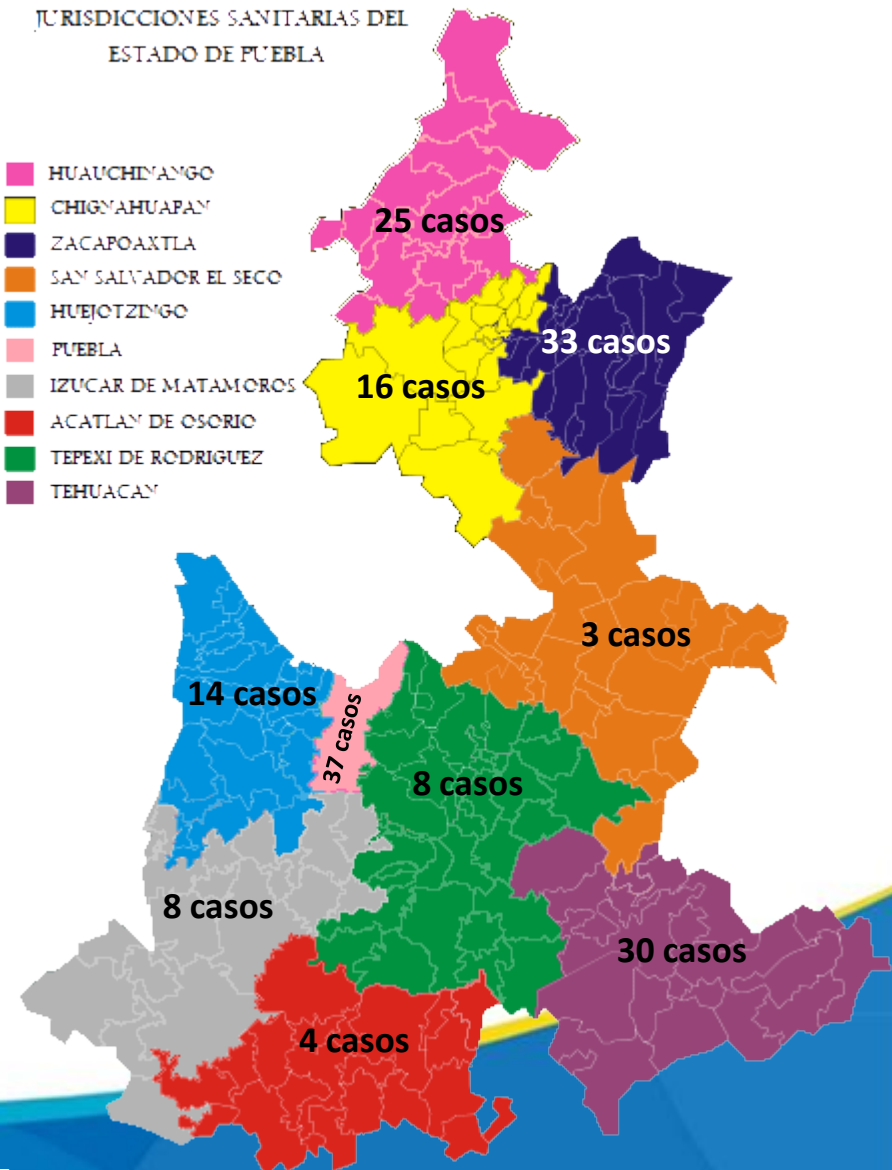 JURISDICCIONES SANITARIAS DEL
ESTADO DE PUEBLA
HUAUCHINANGO
CHIGNAHUAPAN
ZACAPOAXTLA
SAN SALVADOR EL SECO
HUEJOTZINGO
PUEBLA
IZUCAR DE MATAMOROS
ACATLAN DE OSORIO
TEPEXI DE RODRIGUEZ
TEHUACAN
25 casos
33 casos
16 casos
3 casos
14 casos
37 casos
8 casos
8 casos
30 casos
4 casos